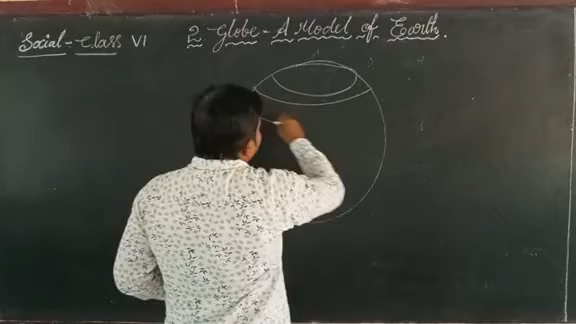 Social - Class VI
2 - Globe - A Model of Earth.